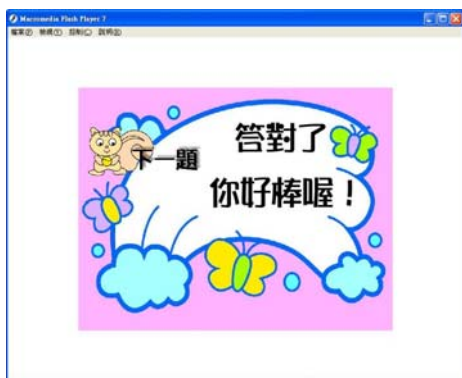 Macromedia Flash Player 7
檔案(F) 檢視(V) 控制(C) 說明(H)
答對了
下一題
你好棒喔！